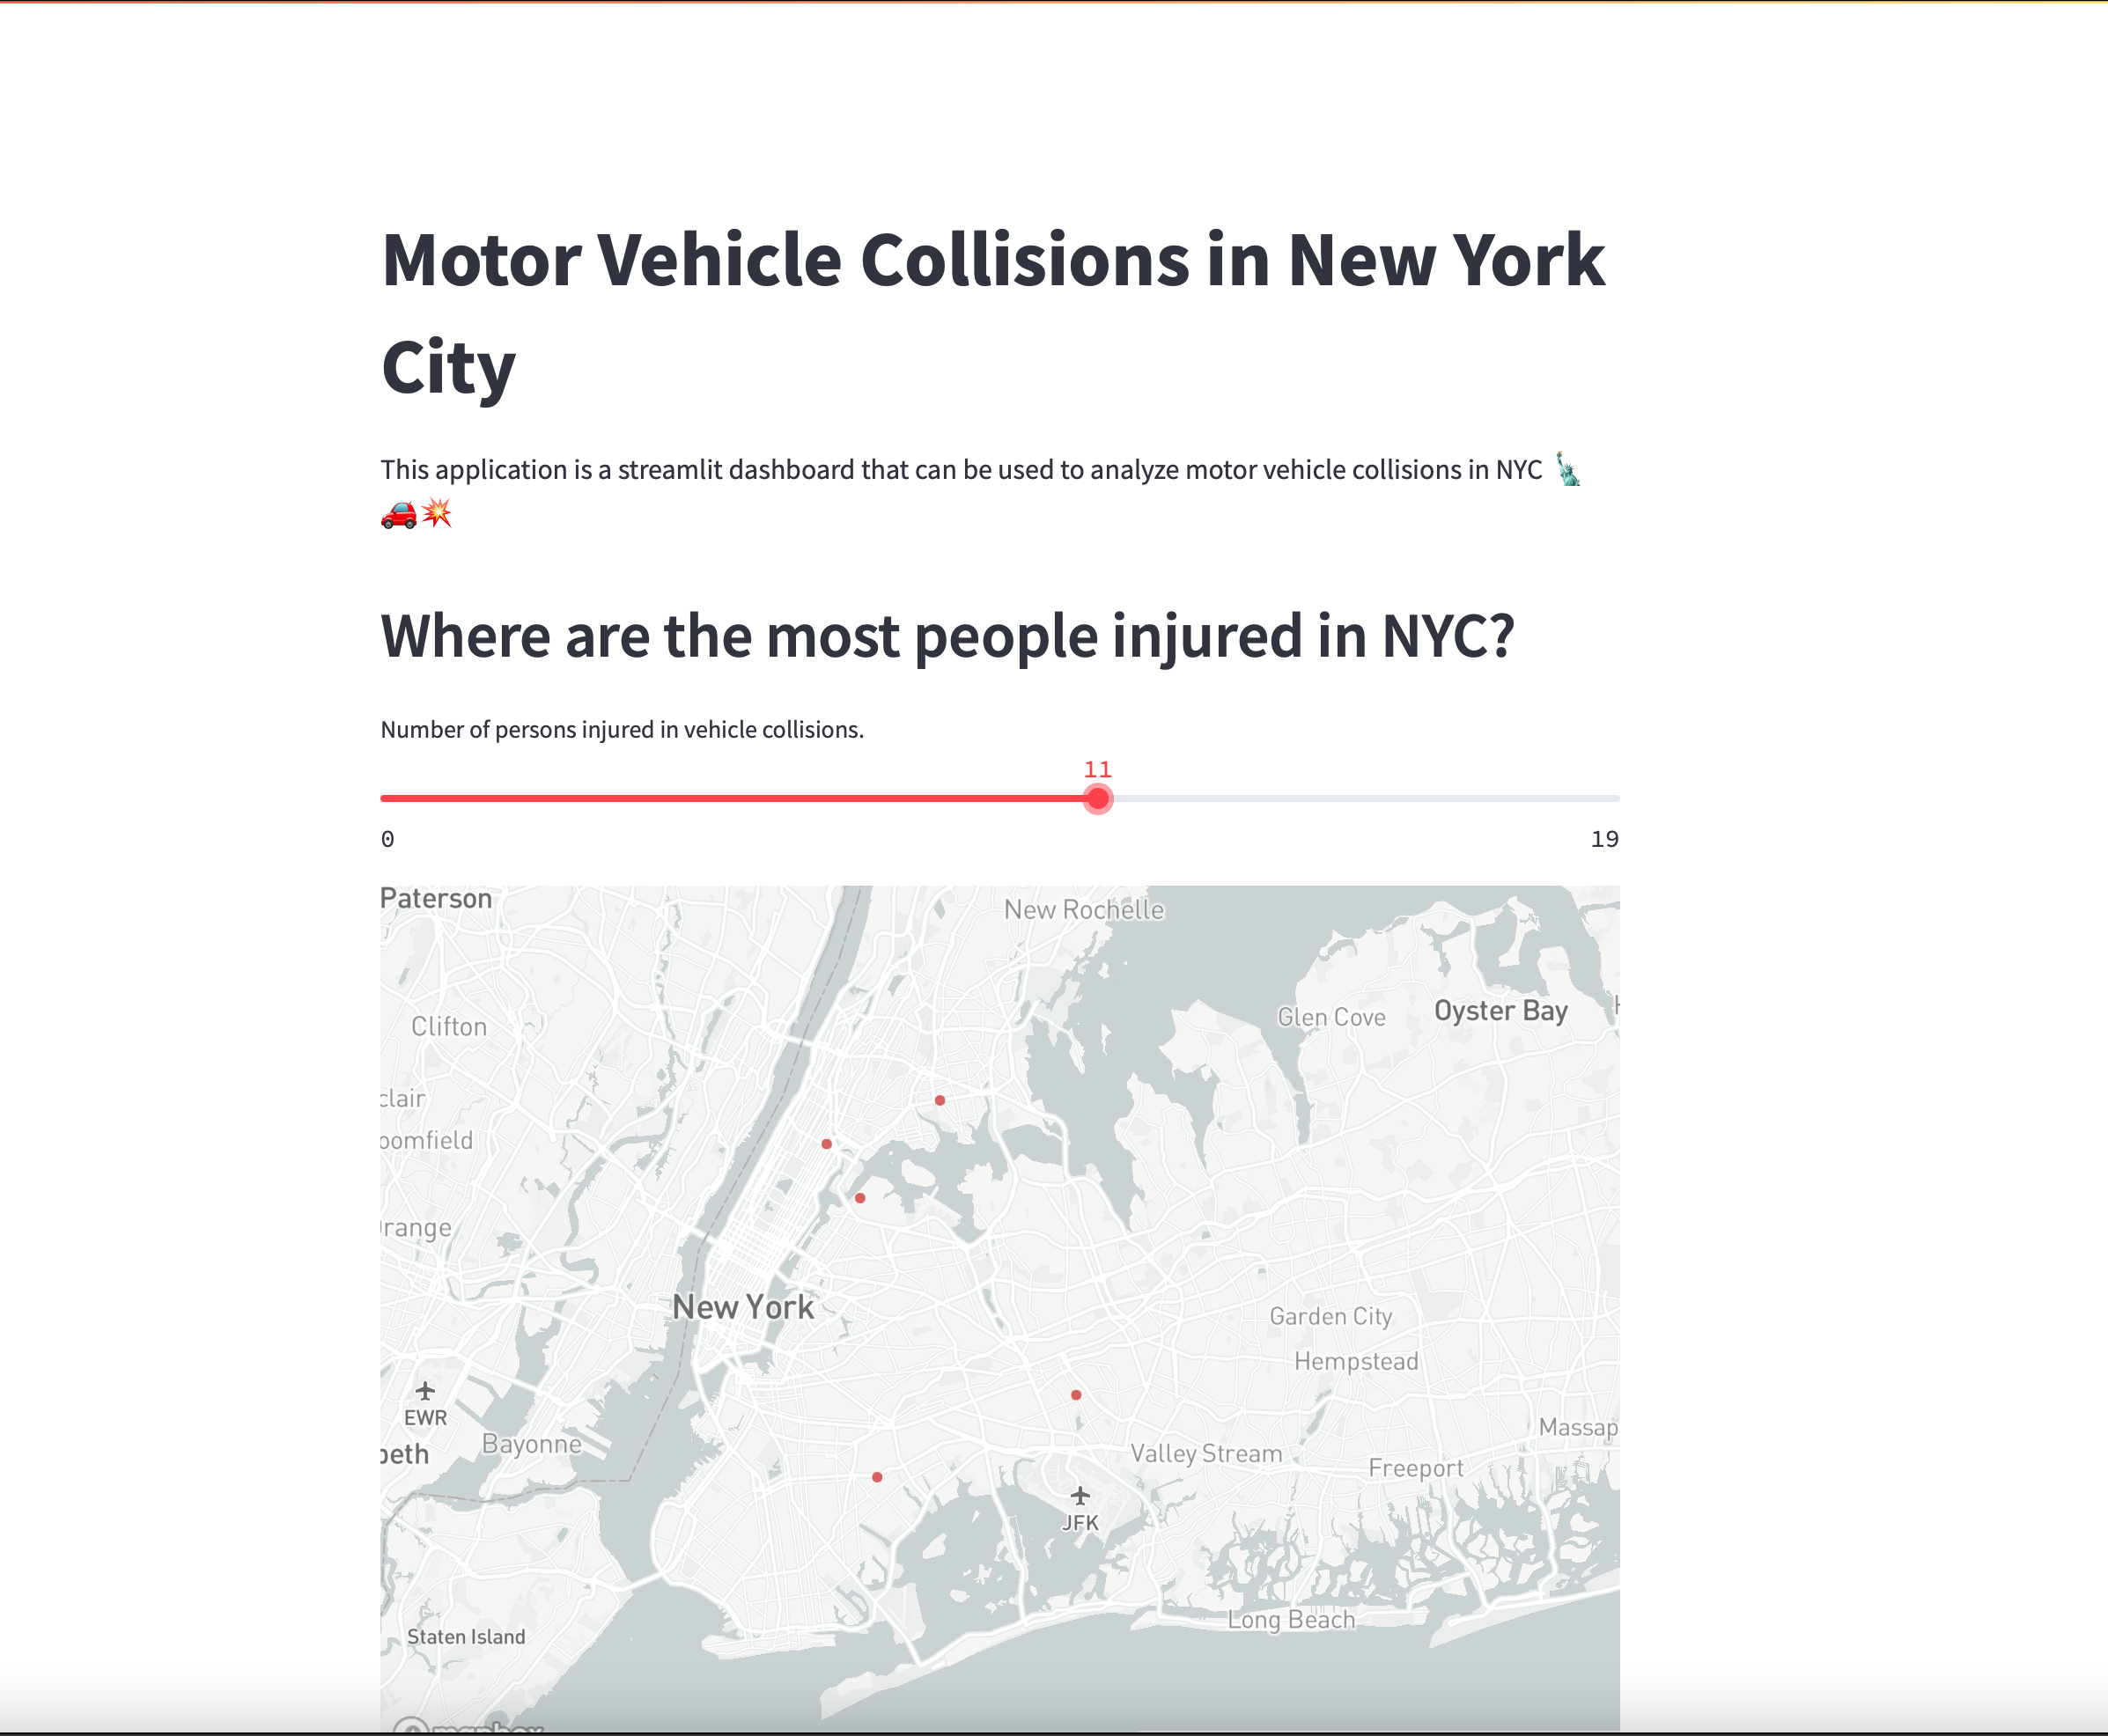 Motor Vehicle Collisions in New York
City
This application is a streamlit dashboard that can be used to analyze motor vehicle collisions in NYC 🗽
🚗💥
Where are the most people injured in NYC?
Number of persons injured in vehicle collisions.
11
0
19
Paterson
New Rochelle
Clifton
Glen Cove
Oyster Bay
clair
oomfield
range
New York
Garden City
Hempstead
EWR
Massap
Bayonne
beth
Valley Stream
Freeport
JFK
Long Beach
Staten Island
mapbox